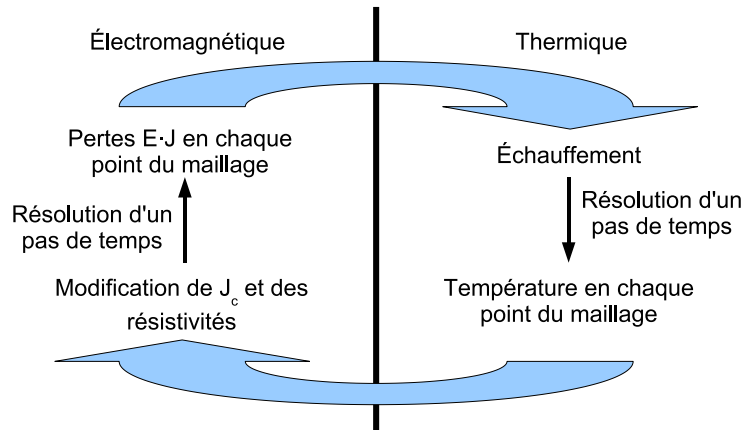 Électromagnétique
Thermique
Pertes E·J en chaque
point du maillage
Échauffement
Résolution d'un
pas de temps
Résolution d'un
pas de temps
Modification de Jc et des
résistivités
Température en chaque
point du maillage